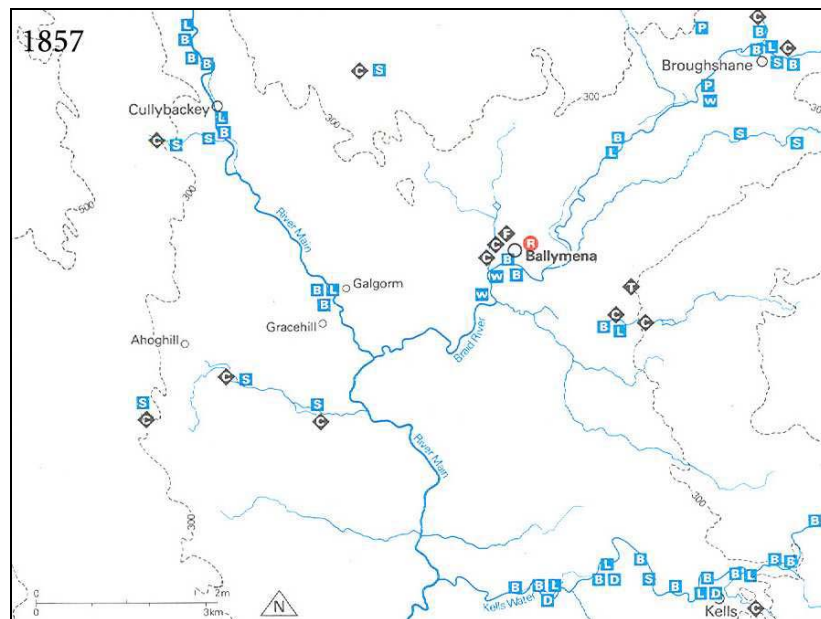 1857
L
B
B
B
C
S
P
C
B
L
C
B
S
B
Broughshane
300
300
300
Cullybackey
L
B
C
S
S
P
W
B
L
S
S
300
500
River Main
F
C
C
R
B
Ballymena
B
W
W
T
B
L
B
Galgorm
Gracehill
C
C
B
L
Ahoghill
Braid River
C
S
S
C
S
C
River Main
300
300
B
B
B
L
D
Kells Water
L
B
D
B
S
B
B
L
D
B
L
B
B
Kells
C
0
2m
0
3km
N